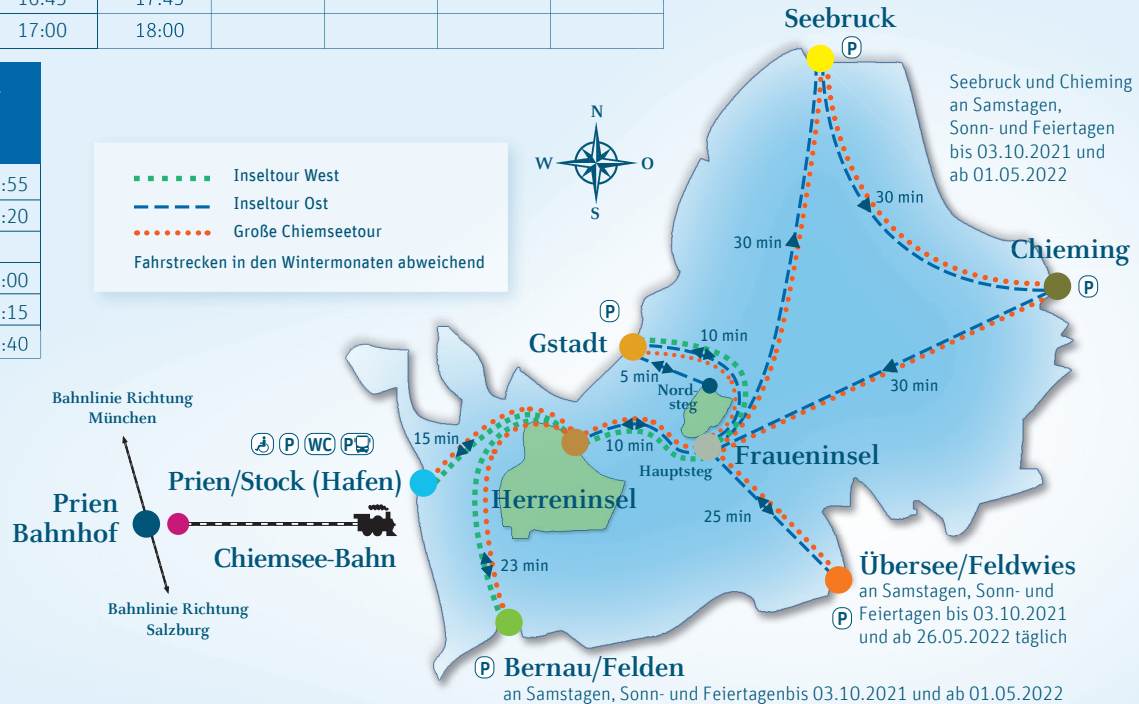 16:45 17:45
17:00 18:00
:55
:20
:00
:15
:40
Inseltour West
Inseltour Ost
Große Chiemseetour
Fahrstrecken in den Wintermonaten abweichend
N
W O
S
Seebruck
P
Seebruck und Chieming
an Samstagen,
Sonn- und Feiertagen
bis 03.10.2021 und
ab 01.05.2022
30 min
30 min
Chieming
P
30 min
P
Gstadt
10 min
5 min
Nord-
steg
Bahnlinie Richtung
München
P WC P
15 min
Prien/Stock (Hafen)
10 min
Hauptsteg
Fraueninsel
Herreninsel
Prien
Bahnhof
Chiemsee-Bahn
25 min
23 min
Bahnlinie Richtung
Salzburg
Übersee/Feldwies
an Samstagen, Sonn- und
Feiertagen bis 03.10.2021
und ab 26.05.2022 täglich
P
P Bernau/Felden
an Samstagen, Sonn- und Feiertagenbis 03.10.2021 und ab 01.05.2022